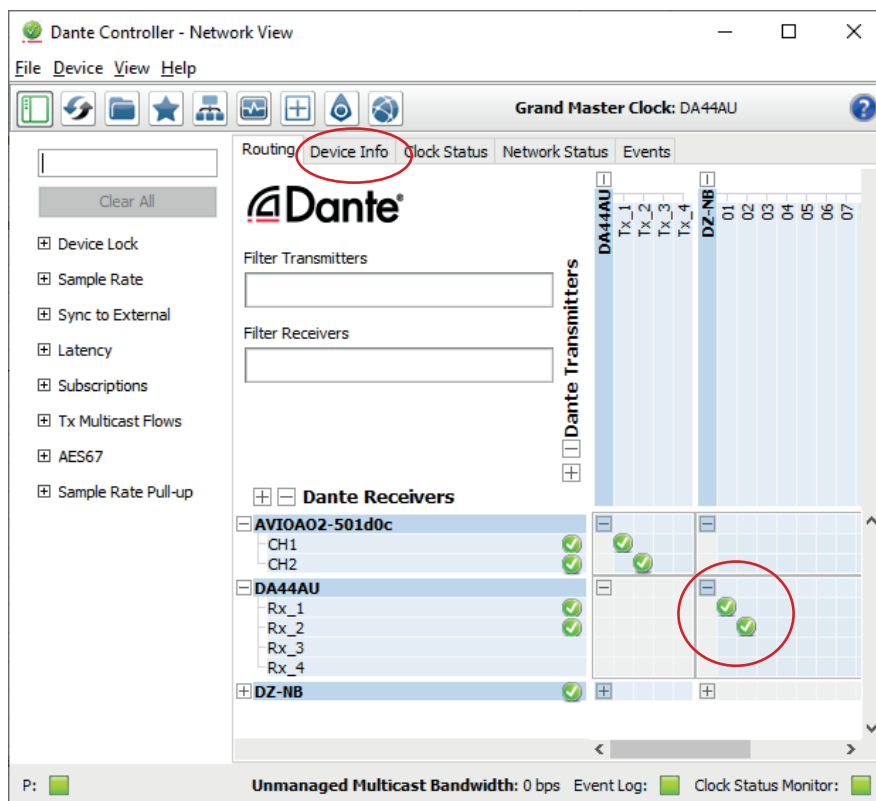 Dante Controller - Network View
File Device View Help
Grand Master Clock: DA44AU
?
Routing Device Info Clock Status Network Status Events
Clear All
Device Lock
Sample Rate
Sync to External
Latency
Subscriptions
Tx Multicast Flows
AES67
Sample Rate Pull-up
Dante®
Filter Transmitters
Filter Receivers
Dante Transmitters
DA44AU
Tx_1
Tx_2
Tx_3
Tx_4
DZ-NB
01
02
03
04
05
06
07
Dante Receivers
AVIOAO2-501d0c
CH1
CH2
DA44AU
Rx_1
Rx_2
Rx_3
Rx_4
DZ-NB
P: Unmanaged Multicast Bandwidth: 0 bps Event Log: Clock Status Monitor: